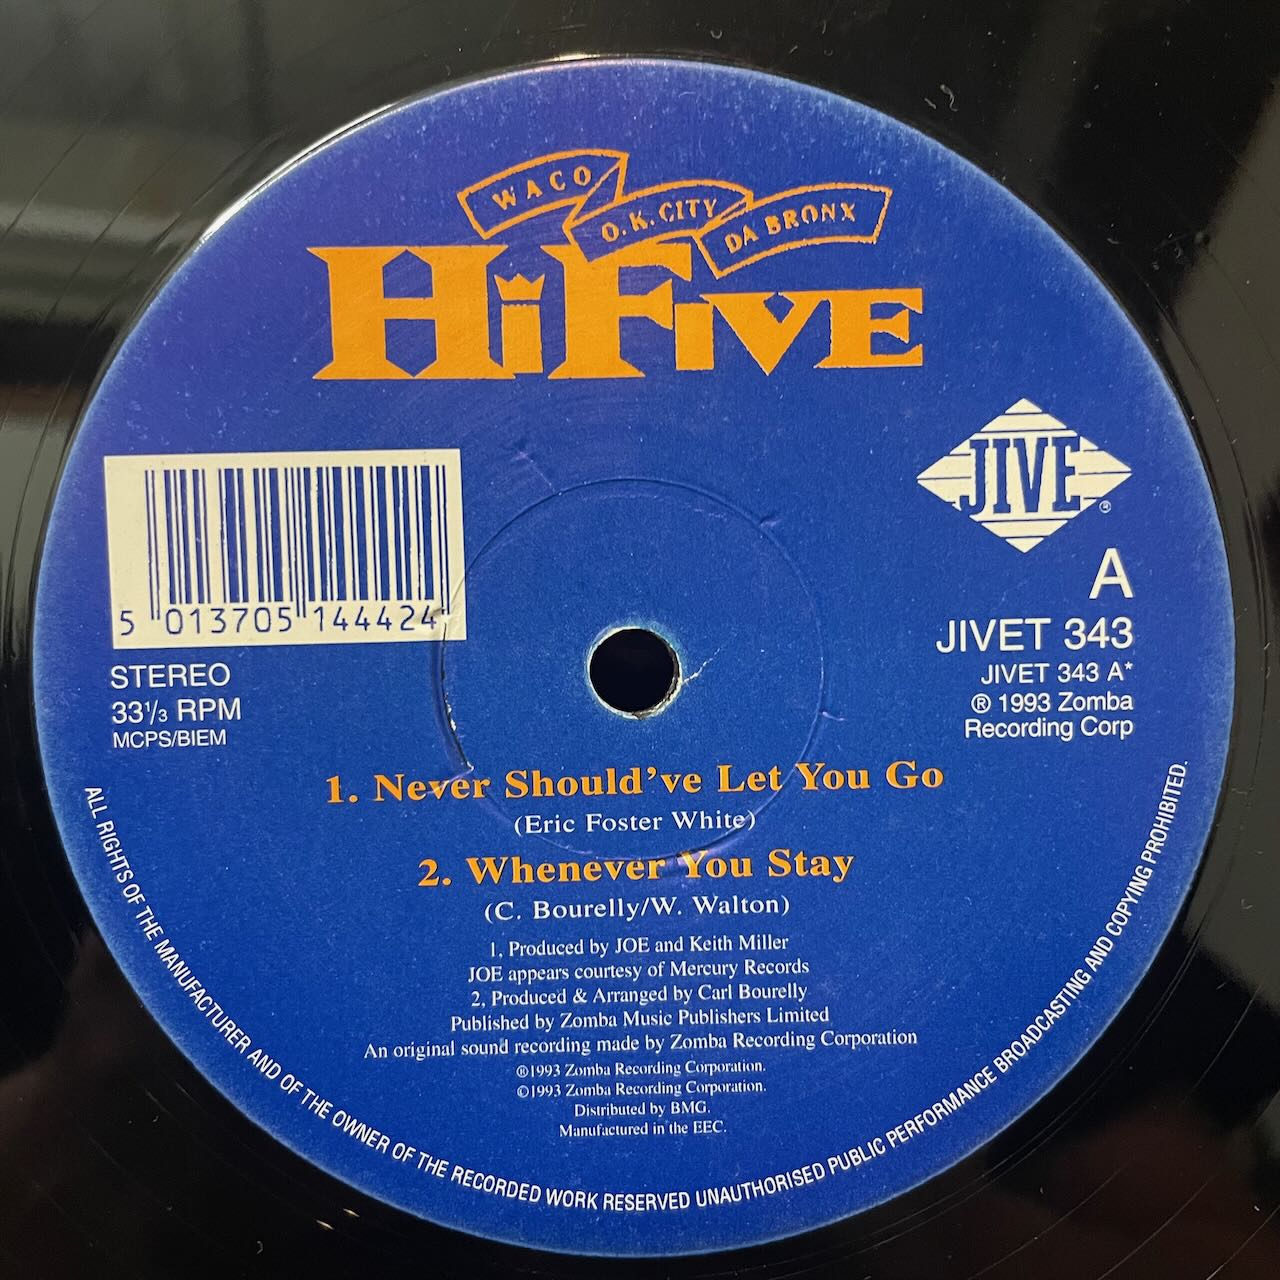 WACO
O.K. CITY
DA BRONX
HiFiVE
JIVE
®
5 013705 144424
A
STEREO
33⅓ RPM
MCPS/BIEM
JIVET 343
JIVET 343 A*
℗ 1993 Zomba
Recording Corp
1. Never Should've Let You Go
(Eric Foster White)
2. Whenever You Stay
(C. Bourelly/W. Walton)
1, Produced by JOE and Keith Miller
JOE appears courtesy of Mercury Records
2, Produced & Arranged by Carl Bourelly
Published by Zomba Music Publishers Limited
An original sound recording made by Zomba Recording Corporation
℗1993 Zomba Recording Corporation.
©1993 Zomba Recording Corporation.
Distributed by BMG.
Manufactured in the EEC.
ALL RIGHTS OF THE MANUFACTURER AND OF THE OWNER OF THE RECORDED WORK RESERVED UNAUTHORISED PUBLIC PERFORMANCE BROADCASTING AND COPYING PROHIBITED.